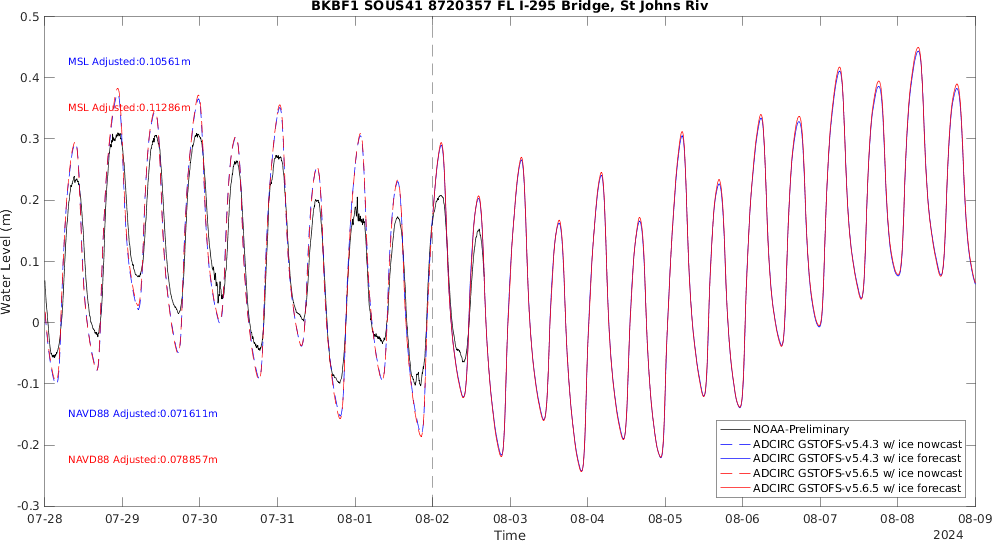 BKBF1 SOUS41 8720357 FL I-295 Bridge, St Johns Riv
0.5
0.4
0.3
0.2
0.1
0
-0.1
-0.2
-0.3
Water Level (m)
MSL Adjusted:0.10561m
MSL Adjusted:0.11286m
NAVD88 Adjusted:0.071611m
NAVD88 Adjusted:0.078857m
NOAA-Preliminary
ADCIRC GSTOFS-v5.4.3 w/ ice nowcast
ADCIRC GSTOFS-v5.4.3 w/ ice forecast
ADCIRC GSTOFS-v5.6.5 w/ ice nowcast
ADCIRC GSTOFS-v5.6.5 w/ ice forecast
07-28 07-29 07-30 07-31 08-01 08-02 08-03 08-04 08-05 08-06 08-07 08-08 08-09
Time
2024